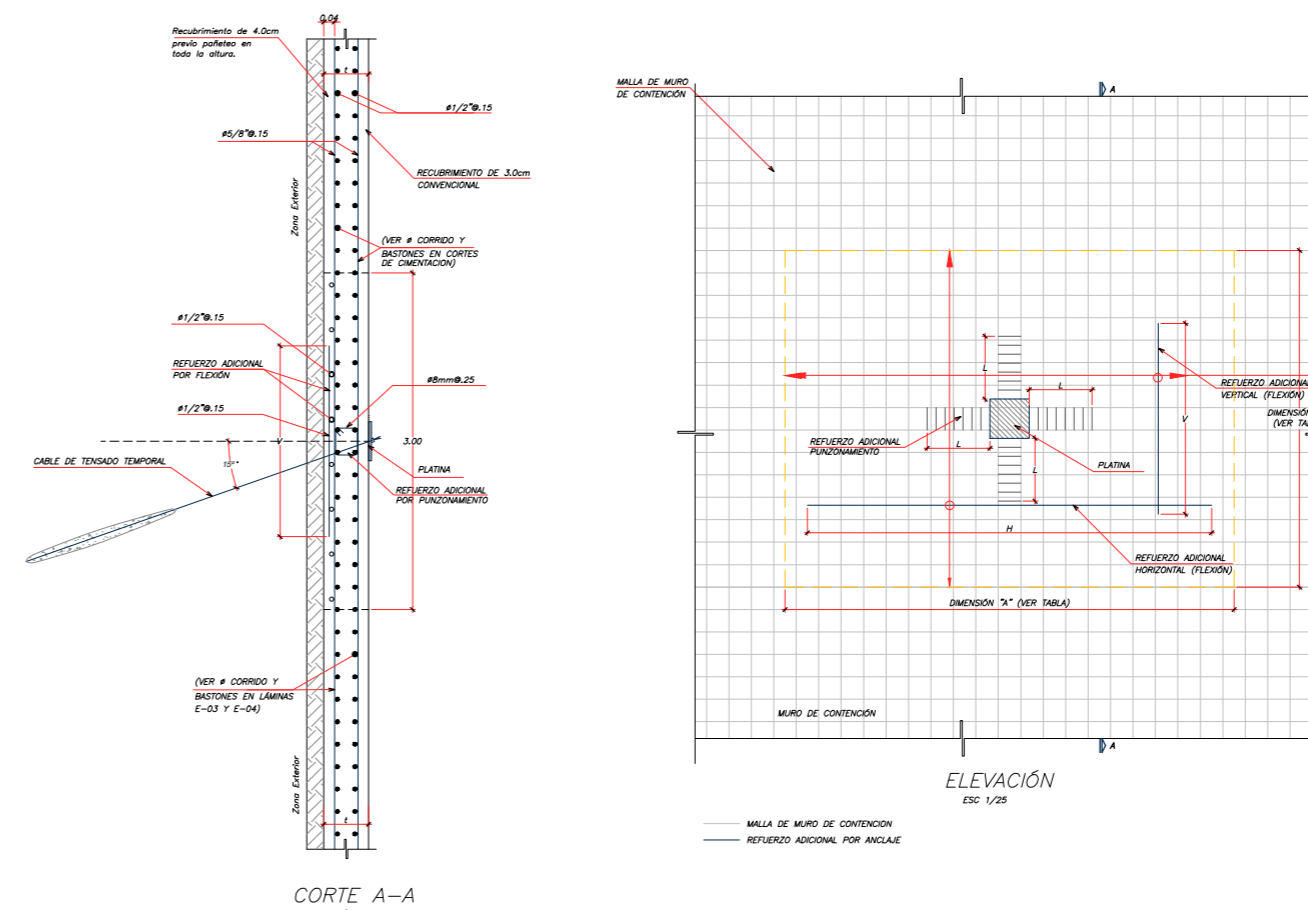 0.04
Recubrimiento de 4.0cm
previo pañeteo en
toda la altura.
t
ø1/2"@.15
ø5/8"@.15
RECUBRIMIENTO DE 3.0cm
CONVENCIONAL
Zona Exterior
(VER ø CORRIDO Y
BASTONES EN CORTES
DE CIMENTACION)
ø1/2"@.15
REFUERZO ADICIONAL
POR FLEXIÓN
ø8mm@.25
ø1/2"@.15
V
3.00
CABLE DE TENSADO TEMPORAL
15°
PLATINA
REFUERZO ADICIONAL
POR PUNZONAMIENTO
(VER ø CORRIDO Y
BASTONES EN LÁMINAS
E-03 Y E-04)
Zona Exterior
t
CORTE A-A
MALLA DE MURO
DE CONTENCIÓN
A
L
L
REFUERZO ADICIONAL
VERTICAL (FLEXIÓN)
DIMENSIÓN
(VER TAB
V
REFUERZO ADICIONAL
PUNZONAMIENTO
L
L
PLATINA
H
REFUERZO ADICIONAL
HORIZONTAL (FLEXIÓN)
DIMENSIÓN "A" (VER TABLA)
MURO DE CONTENCIÓN
A
ELEVACIÓN
ESC 1/25
MALLA DE MURO DE CONTENCION
REFUERZO ADICIONAL POR ANCLAJE